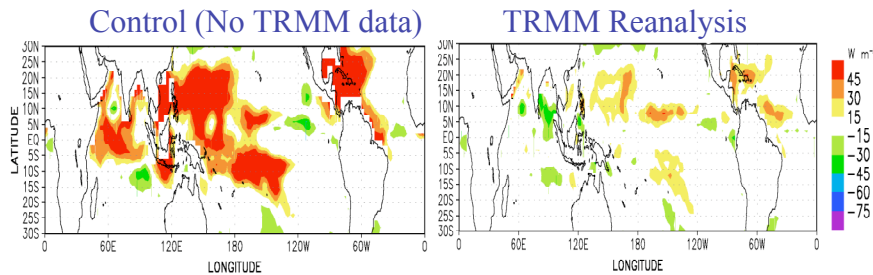 Control (No TRMM data)
TRMM Reanalysis
30N
25N
20N
15N
10N
5N
EQ
5S
10S
15S
20S
25S
30S
LATITUDE
0
60E
120E
180
120W
60W
0
LONGITUDE
30N
25N
20N
15N
10N
5N
EQ
5S
10S
15S
20S
25S
30S
0
60E
120E
180
120W
60W
0
LONGITUDE
W m⁻
45
30
15
-15
-30
-45
-60
-75